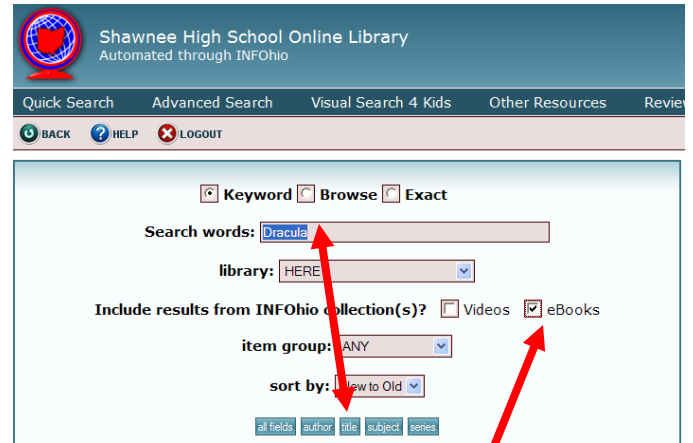 Shawnee High School Online Library
Automated through INFOhio
Quick Search Advanced Search Visual Search 4 Kids Other Resources
BACK HELP LOGOUT
Keyword Browse Exact
Search words: Dracula
library: HERE
Include results from INFOhio collection(s)? Videos eBooks
item group: ANY
sort by: New to Old
all fields author title subject series